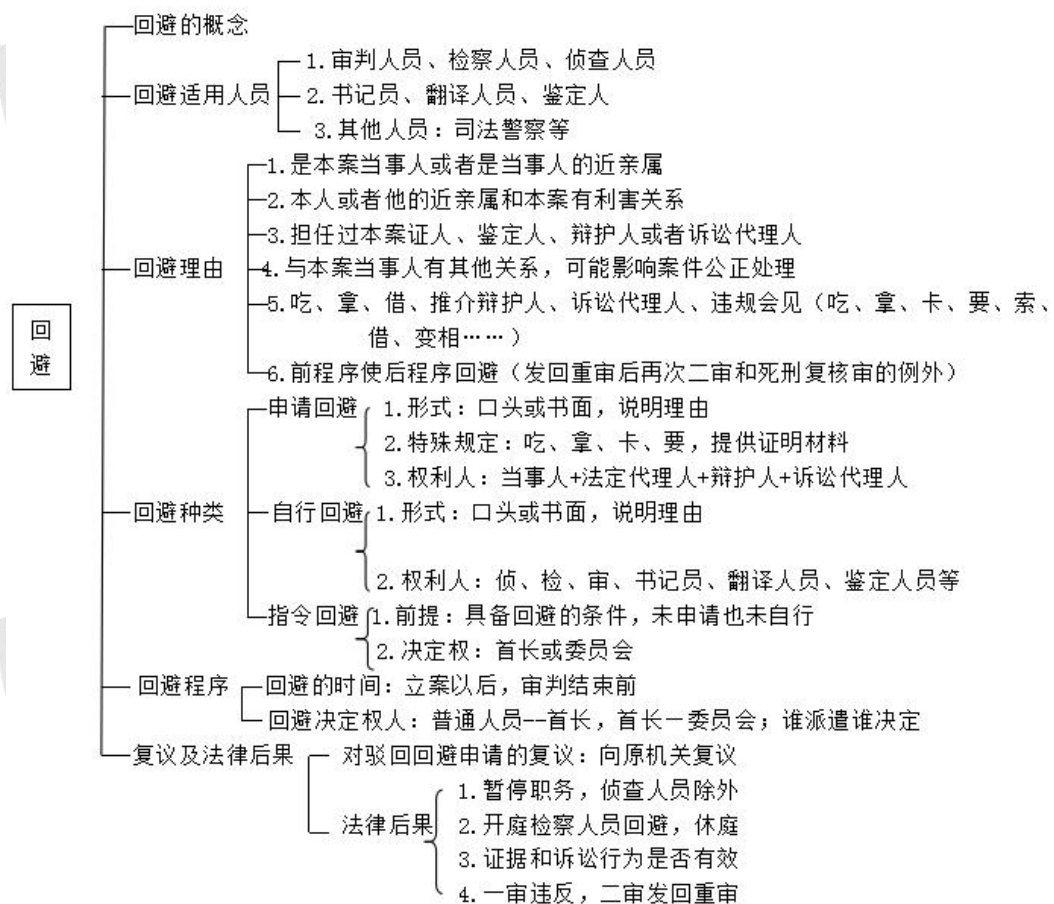 回避的概念
1.审判人员、检察人员、侦查人员
回避适用人员
2.书记员、翻译人员、鉴定人
3.其他人员：司法警察等
1.是本案当事人或者是当事人的近亲属
2.本人或者他的近亲属和本案有利害关系
3.担任过本案证人、鉴定人、辩护人或者诉讼代理人
回避理由
4.与本案当事人有其他关系，可能影响案件公正处理
5.吃、拿、借、推介辩护人、诉讼代理人、违规会见（吃、拿、卡、要、索、
借、变相……）
回
避
6.前程序使后程序回避（发回重审后再次二审和死刑复核审的例外）
申请回避
1.形式：口头或书面，说明理由
2.特殊规定：吃、拿、卡、要，提供证明材料
3.权利人：当事人+法定代理人+辩护人+诉讼代理人
回避种类
自行回避
1.形式：口头或书面，说明理由
2.权利人：侦、检、审、书记员、翻译人员、鉴定人员等
指令回避
1.前提：具备回避的条件，未申请也未自行
2.决定权：首长或委员会
回避程序
回避的时间：立案以后，审判结束前
回避决定权人：普通人员--首长，首长—委员会；谁派遣谁决定
复议及法律后果
对驳回回避申请的复议：向原机关复议
1.暂停职务，侦查人员除外
法律后果
2.开庭检察人员回避，休庭
3.证据和诉讼行为是否有效
4.一审违反，二审发回重审